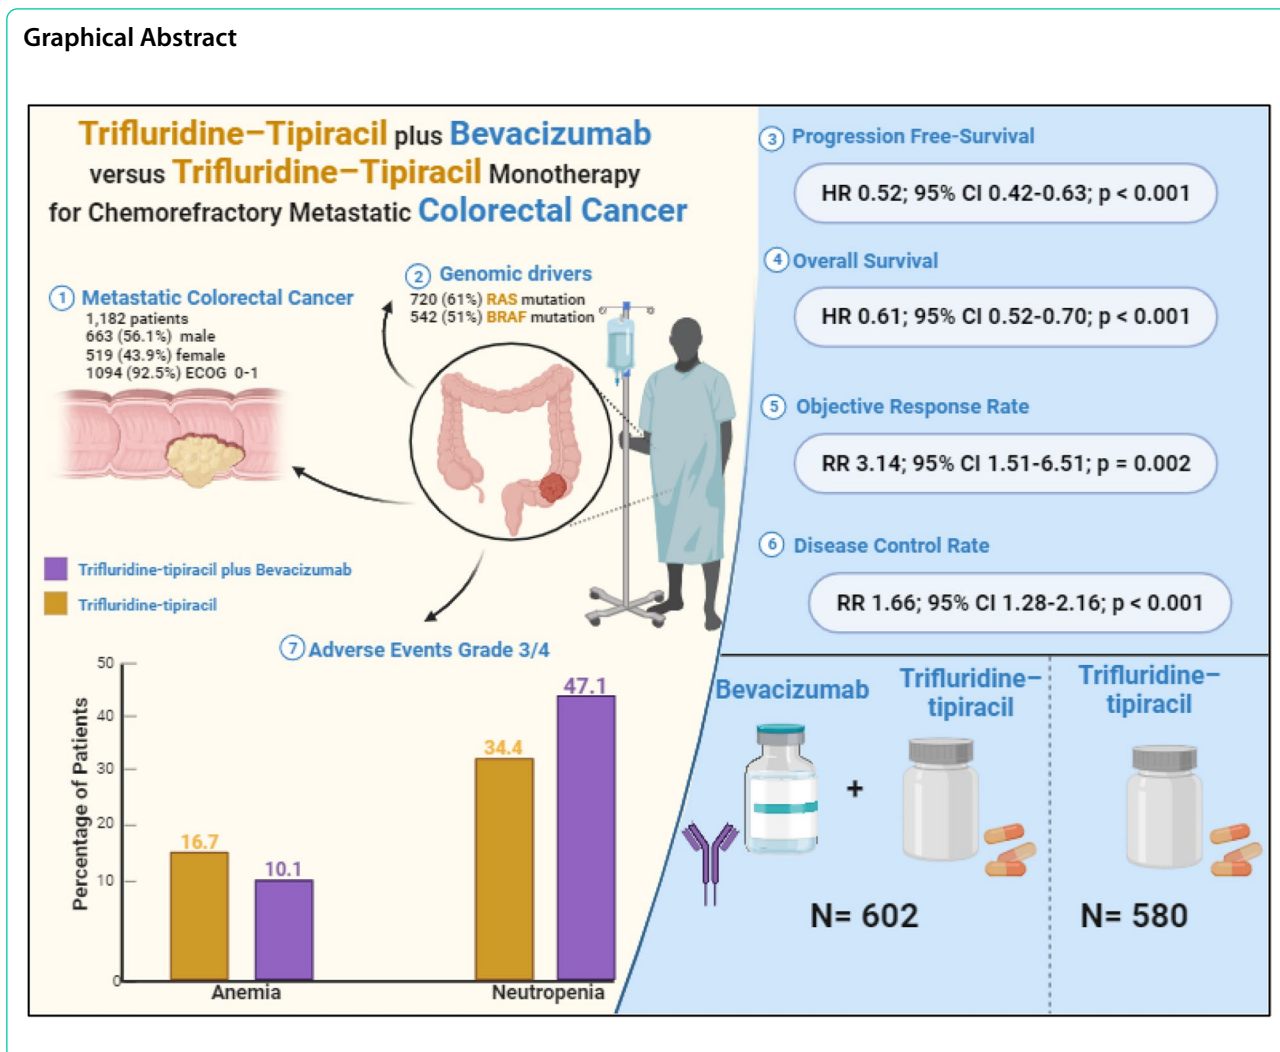 Graphical Abstract
Trifluridine–Tipiracil plus Bevacizumab
versus Trifluridine–Tipiracil Monotherapy
for Chemorefractory Metastatic Colorectal Cancer
1 Metastatic Colorectal Cancer
1,182 patients
663 (56.1%) male
519 (43.9%) female
1094 (92.5%) ECOG 0-1
2 Genomic drivers
720 (61%) RAS mutation
542 (51%) BRAF mutation
3 Progression Free-Survival
HR 0.52; 95% CI 0.42-0.63; p < 0.001
4 Overall Survival
HR 0.61; 95% CI 0.52-0.70; p < 0.001
5 Objective Response Rate
RR 3.14; 95% CI 1.51-6.51; p = 0.002
6 Disease Control Rate
RR 1.66; 95% CI 1.28-2.16; p < 0.001
Trifluridine-tipiracil plus Bevacizumab
Trifluridine-tipiracil
7 Adverse Events Grade 3/4
Percentage of Patients
50
40
30
20
10
0
16.7
10.1
34.4
47.1
Anemia
Neutropenia
Bevacizumab
+
Trifluridine–
tipiracil
N= 602
Trifluridine–
tipiracil
N= 580